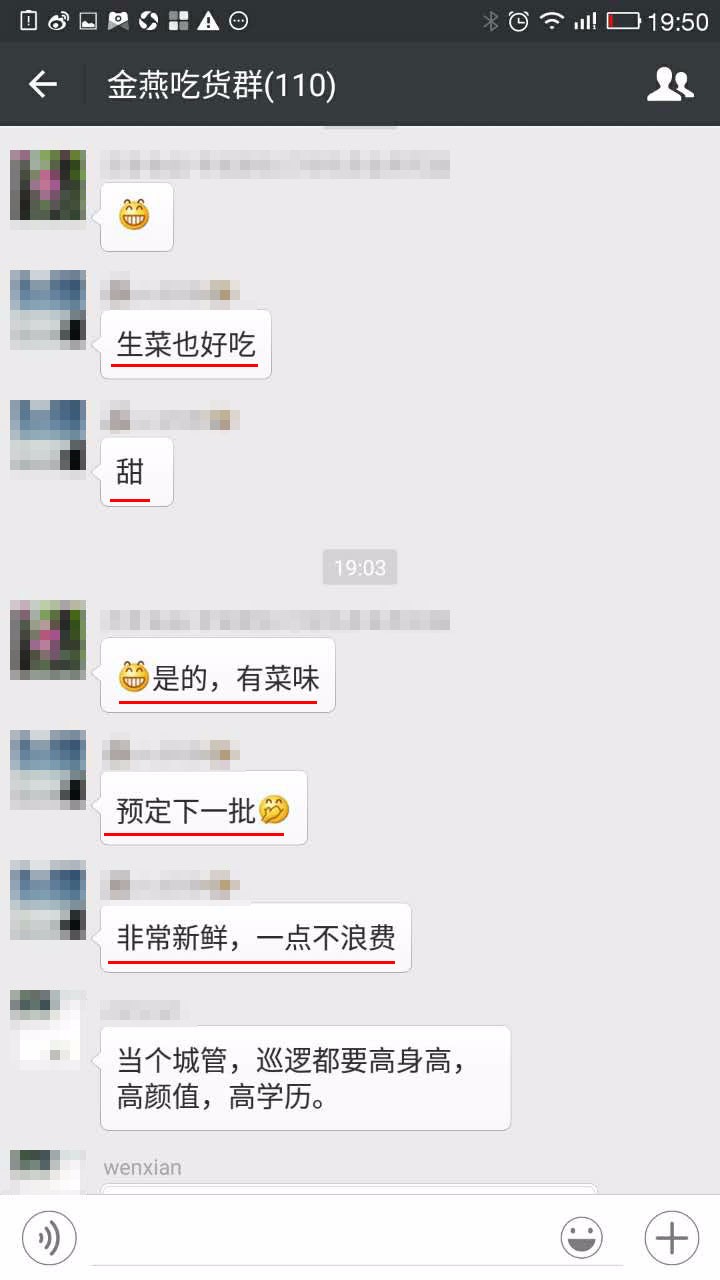 19:50
金燕吃货群(110)
生菜也好吃
甜
19:03
是的，有菜味
预定下一批
非常新鲜，一点不浪费
当个城管，巡逻都要高身高，
高颜值，高学历。
wenxian